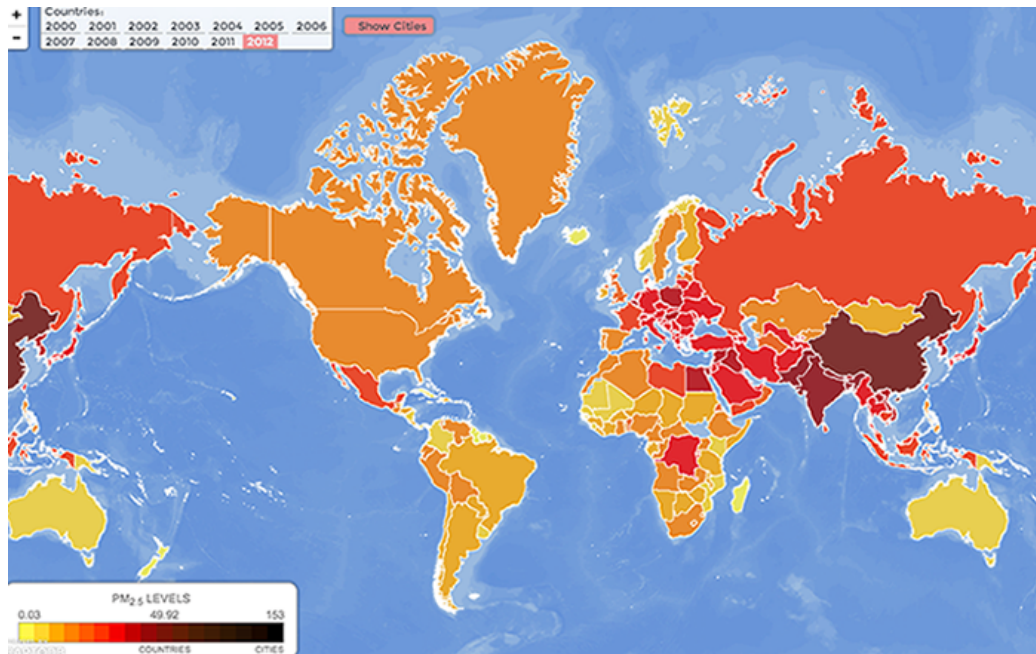 +
Countries:
2000 2001 2002 2003 2004 2005 2006
Show Cities
-
2007 2008 2009 2010 2011 2012
PM2.5 LEVELS
0.03 49.92 153
COUNTRIES CITIES